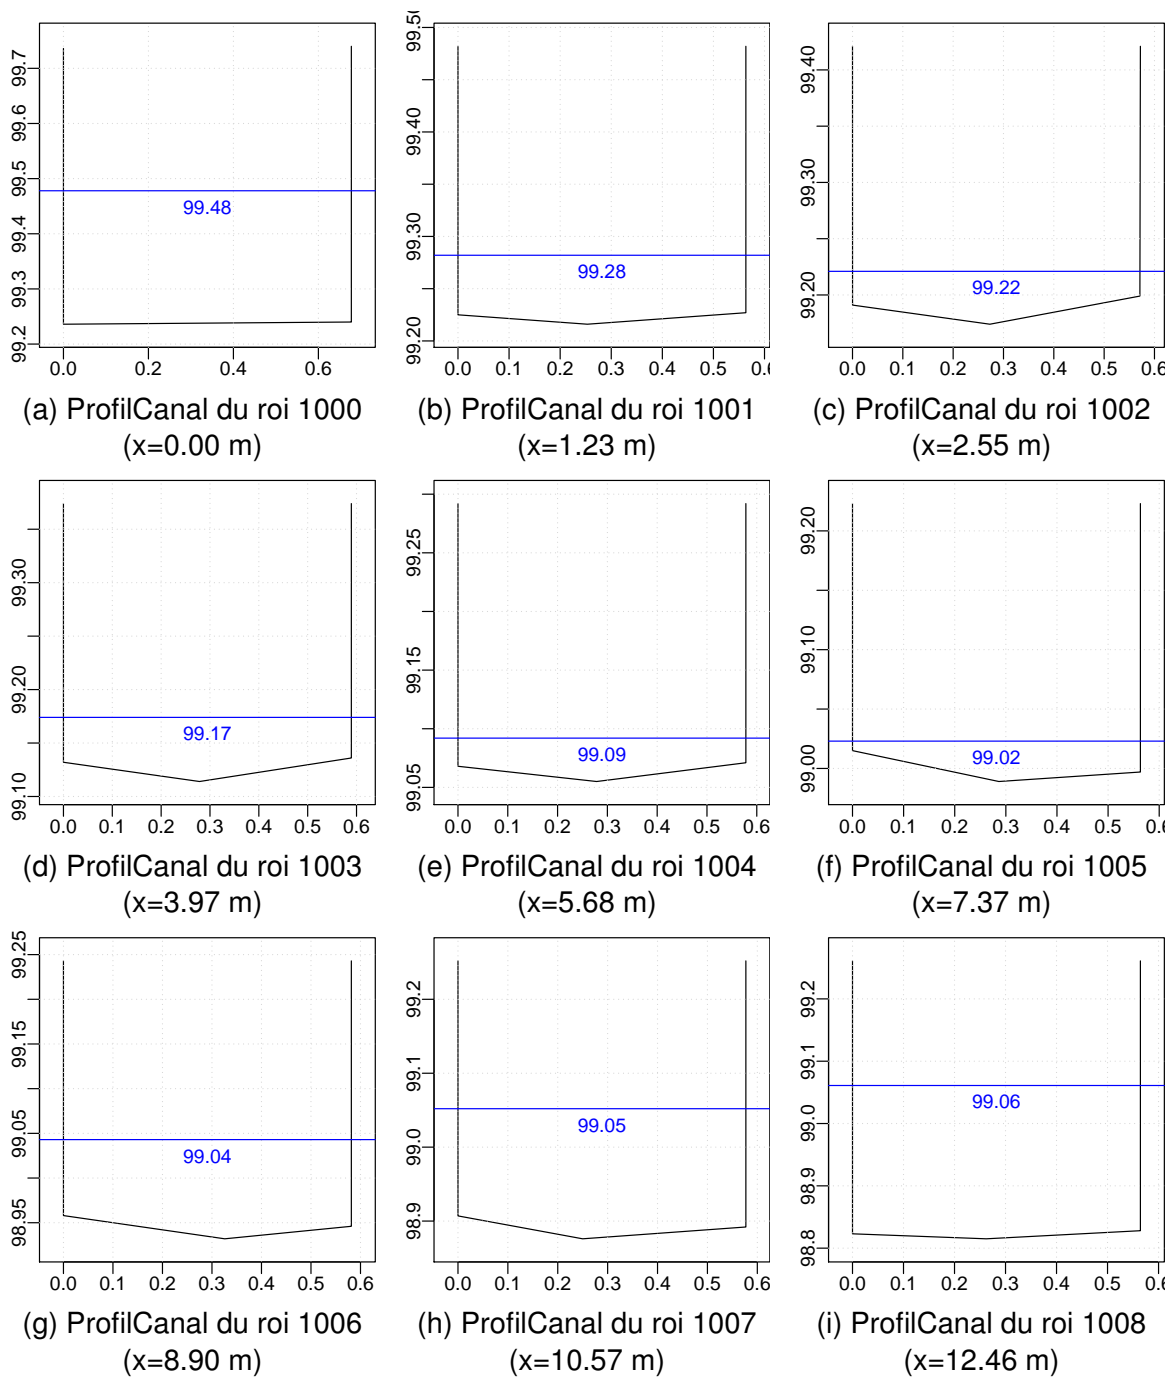 99.2 99.3 99.4 99.5 99.6 99.7
99.48
0.0 0.2 0.4 0.6
(a) ProfilCanal du roi 1000
(x=0.00 m)
99.20 99.30 99.40 99.50
99.28
0.0 0.1 0.2 0.3 0.4 0.5
(b) ProfilCanal du roi 1001
(x=1.23 m)
99.20 99.30 99.40
99.22
0.0 0.1 0.2 0.3 0.4 0.5 0.6
(c) ProfilCanal du roi 1002
(x=2.55 m)
99.10 99.20 99.30
99.17
0.0 0.1 0.2 0.3 0.4 0.5 0.6
(d) ProfilCanal du roi 1003
(x=3.97 m)
99.05 99.15 99.25
99.09
0.0 0.1 0.2 0.3 0.4 0.5 0.6
(e) ProfilCanal du roi 1004
(x=5.68 m)
99.00 99.10 99.20
99.02
0.0 0.1 0.2 0.3 0.4 0.5
(f) ProfilCanal du roi 1005
(x=7.37 m)
98.95 99.05 99.15 99.25
99.04
0.0 0.1 0.2 0.3 0.4 0.5 0.6
(g) ProfilCanal du roi 1006
(x=8.90 m)
98.9 99.0 99.1 99.2
99.05
0.0 0.1 0.2 0.3 0.4 0.5 0.6
(h) ProfilCanal du roi 1007
(x=10.57 m)
98.8 98.9 99.0 99.1 99.2
99.06
0.0 0.1 0.2 0.3 0.4 0.5
(i) ProfilCanal du roi 1008
(x=12.46 m)